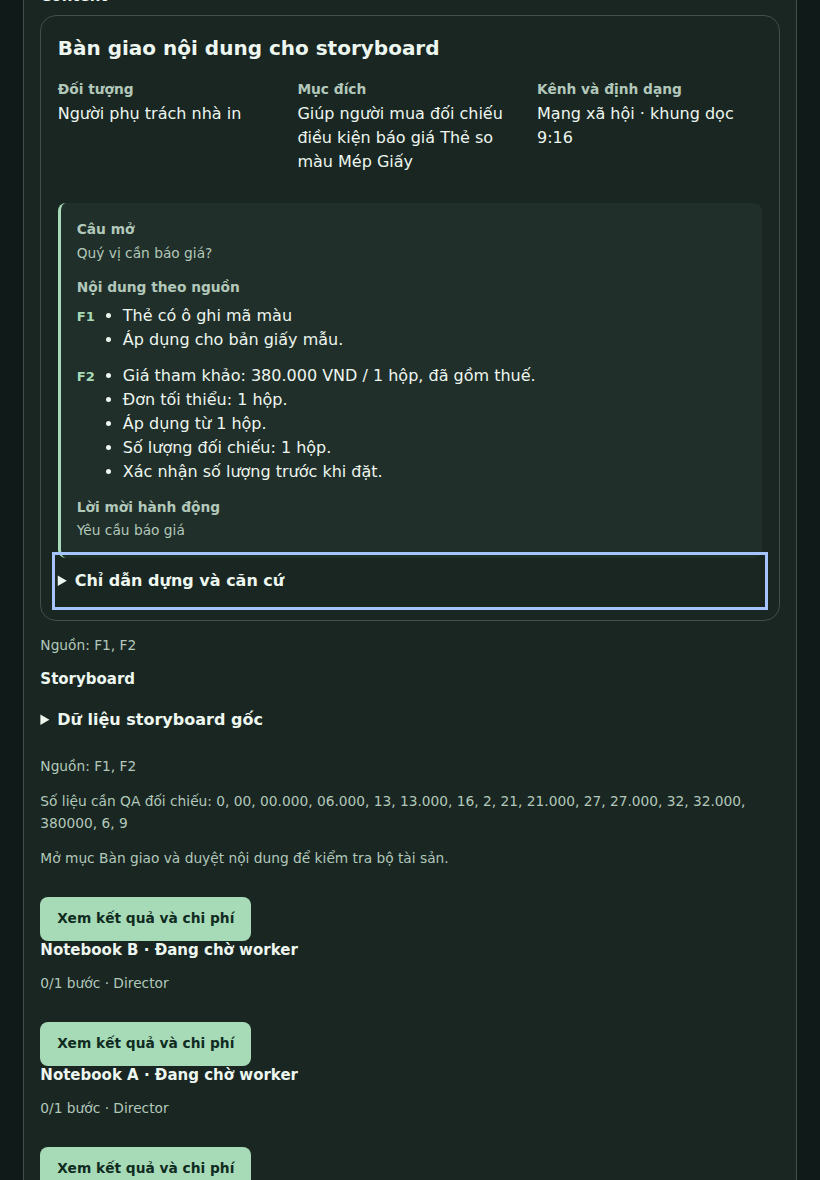 Bàn giao nội dung cho storyboard
Đối tượng
Người phụ trách nhà in
Mục đích
Giúp người mua đối chiếu
điều kiện báo giá Thẻ so
màu Mép Giấy
Kênh và định dạng
Mạng xã hội · khung dọc
9:16
Câu mở
Quý vị cần báo giá?
Nội dung theo nguồn
F1
• Thẻ có ô ghi mã màu
• Áp dụng cho bản giấy mẫu.
F2
• Giá tham khảo: 380.000 VND / 1 hộp, đã gồm thuế.
• Đơn tối thiểu: 1 hộp.
• Áp dụng từ 1 hộp.
• Số lượng đối chiếu: 1 hộp.
• Xác nhận số lượng trước khi đặt.
Lời mời hành động
Yêu cầu báo giá
▶ Chỉ dẫn dựng và căn cứ
Nguồn: F1, F2
Storyboard
▶ Dữ liệu storyboard gốc
Nguồn: F1, F2
Số liệu cần QA đối chiếu: 0, 00, 00.000, 06.000, 13, 13.000, 16, 2, 21, 21.000, 27, 27.000, 32, 32.000,
380000, 6, 9
Mở mục Bàn giao và duyệt nội dung để kiểm tra bộ tài sản.
Xem kết quả và chi phí
Notebook B · Đang chờ worker
0/1 bước · Director
Xem kết quả và chi phí
Notebook A · Đang chờ worker
0/1 bước · Director
Xem kết quả và chi phí